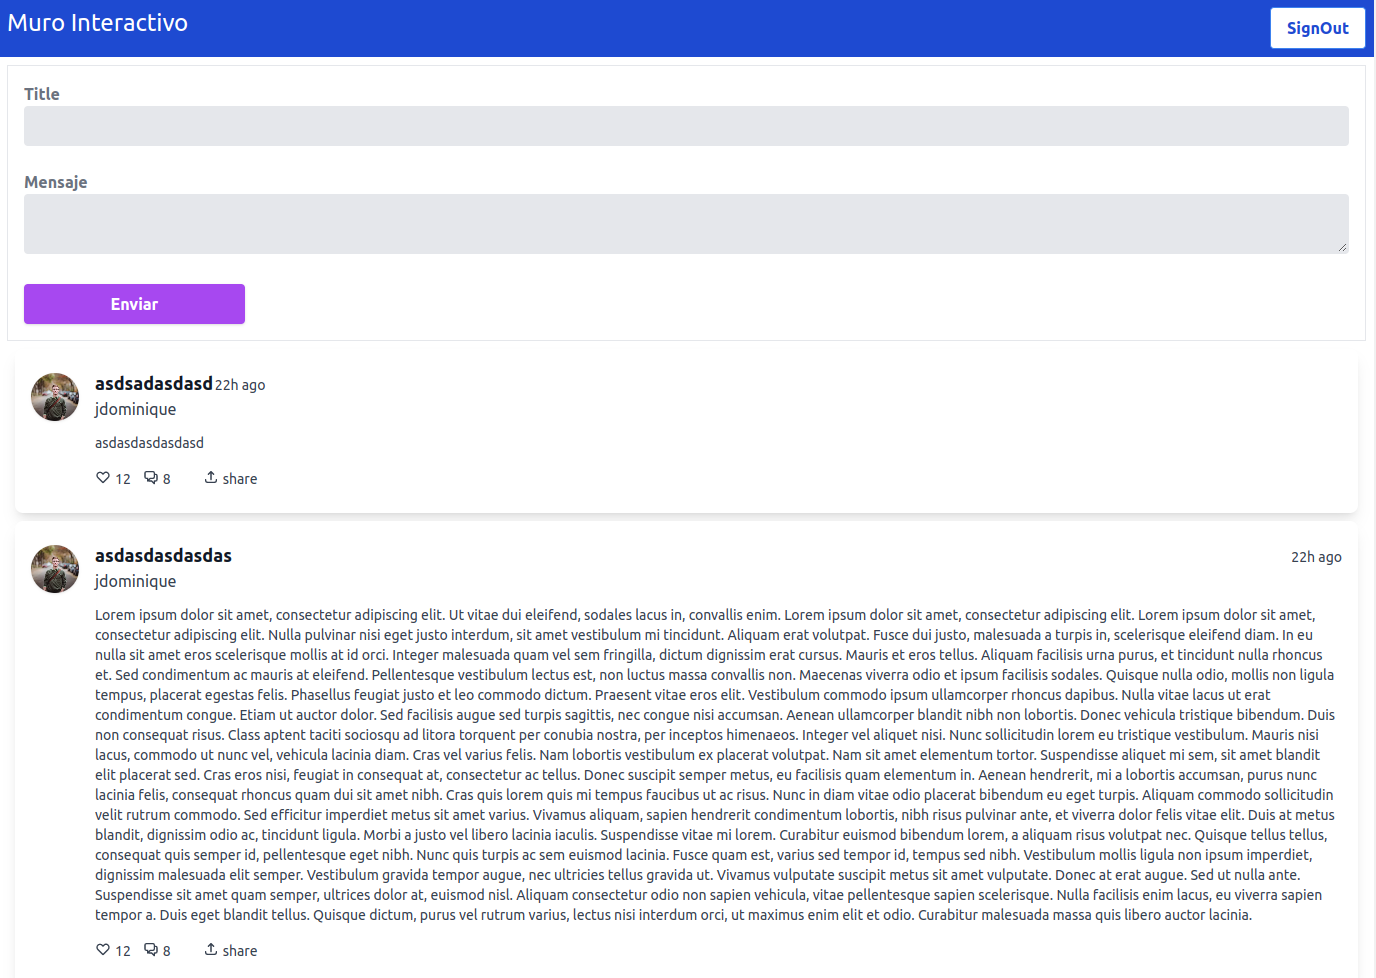 Muro Interactivo
SignOut
Title
Mensaje
Enviar
asdsadasdasd 22h ago
jdominique
asdasdasdasdasd
12 8 share
asdasdasdasdas 22h ago
jdominique
Lorem ipsum dolor sit amet, consectetur adipiscing elit. Ut vitae dui eleifend, sodales lacus in, convallis enim. Lorem ipsum dolor sit amet, consectetur adipiscing elit. Lorem ipsum dolor sit amet,
consectetur adipiscing elit. Nulla pulvinar nisi eget justo interdum, sit amet vestibulum mi tincidunt. Aliquam erat volutpat. Fusce dui justo, malesuada a turpis in, scelerisque eleifend diam. In eu
nulla sit amet eros scelerisque mollis at id orci. Integer malesuada quam vel sem fringilla, dictum dignissim erat cursus. Mauris et eros tellus. Aliquam facilisis urna purus, et tincidunt nulla rhoncus
et. Sed condimentum ac mauris at eleifend. Pellentesque vestibulum lectus est, non luctus massa convallis non. Maecenas viverra odio et ipsum facilisis sodales. Quisque nulla odio, mollis non ligula
tempus, placerat egestas felis. Phasellus feugiat justo et leo commodo dictum. Praesent vitae eros elit. Vestibulum commodo ipsum ullamcorper rhoncus dapibus. Nulla vitae lacus ut erat
condimentum congue. Etiam ut auctor dolor. Sed facilisis augue sed turpis sagittis, nec congue nisi accumsan. Aenean ullamcorper blandit nibh non lobortis. Donec vehicula tristique bibendum. Duis
non consequat risus. Class aptent taciti sociosqu ad litora torquent per conubia nostra, per inceptos himenaeos. Integer vel aliquet nisi. Nunc sollicitudin lorem eu tristique vestibulum. Mauris nisi
lacus, commodo ut nunc vel, vehicula lacinia diam. Cras vel varius felis. Nam lobortis vestibulum ex placerat volutpat. Nam sit amet elementum tortor. Suspendisse aliquet mi sem, sit amet blandit
elit placerat sed. Cras eros nisi, feugiat in consequat at, consectetur ac tellus. Donec suscipit semper metus, eu facilisis quam elementum in. Aenean hendrerit, mi a lobortis accumsan, purus nunc
lacinia felis, consequat rhoncus quam dui sit amet nibh. Cras quis lorem quis mi tempus faucibus ut ac risus. Nunc in diam vitae odio placerat bibendum eu eget turpis. Aliquam commodo sollicitudin
velit rutrum commodo. Sed efficitur imperdiet metus sit amet varius. Vivamus aliquam, sapien hendrerit condimentum lobortis, nibh risus pulvinar ante, et viverra dolor felis vitae elit. Duis at metus
blandit, dignissim odio ac, tincidunt ligula. Morbi a justo vel libero lacinia iaculis. Suspendisse vitae mi lorem. Curabitur euismod bibendum lorem, a aliquam risus volutpat nec. Quisque tellus tellus,
consequat quis semper id, pellentesque eget nibh. Nunc quis turpis ac sem euismod lacinia. Fusce quam est, varius sed tempor id, tempus sed nibh. Vestibulum mollis ligula non ipsum imperdiet,
dignissim malesuada elit semper. Vestibulum gravida tempor augue, nec ultricies tellus gravida ut. Vivamus vulputate suscipit metus sit amet vulputate. Donec at erat augue. Sed ut nulla ante.
Suspendisse sit amet quam semper, ultrices dolor at, euismod nisl. Aliquam consectetur odio non sapien vehicula, vitae pellentesque sapien scelerisque. Nulla facilisis enim lacus, eu viverra sapien
tempor a. Duis eget blandit tellus. Quisque dictum, purus vel rutrum varius, lectus nisi interdum orci, ut maximus enim elit et odio. Curabitur malesuada massa quis libero auctor lacinia.
12 8 share